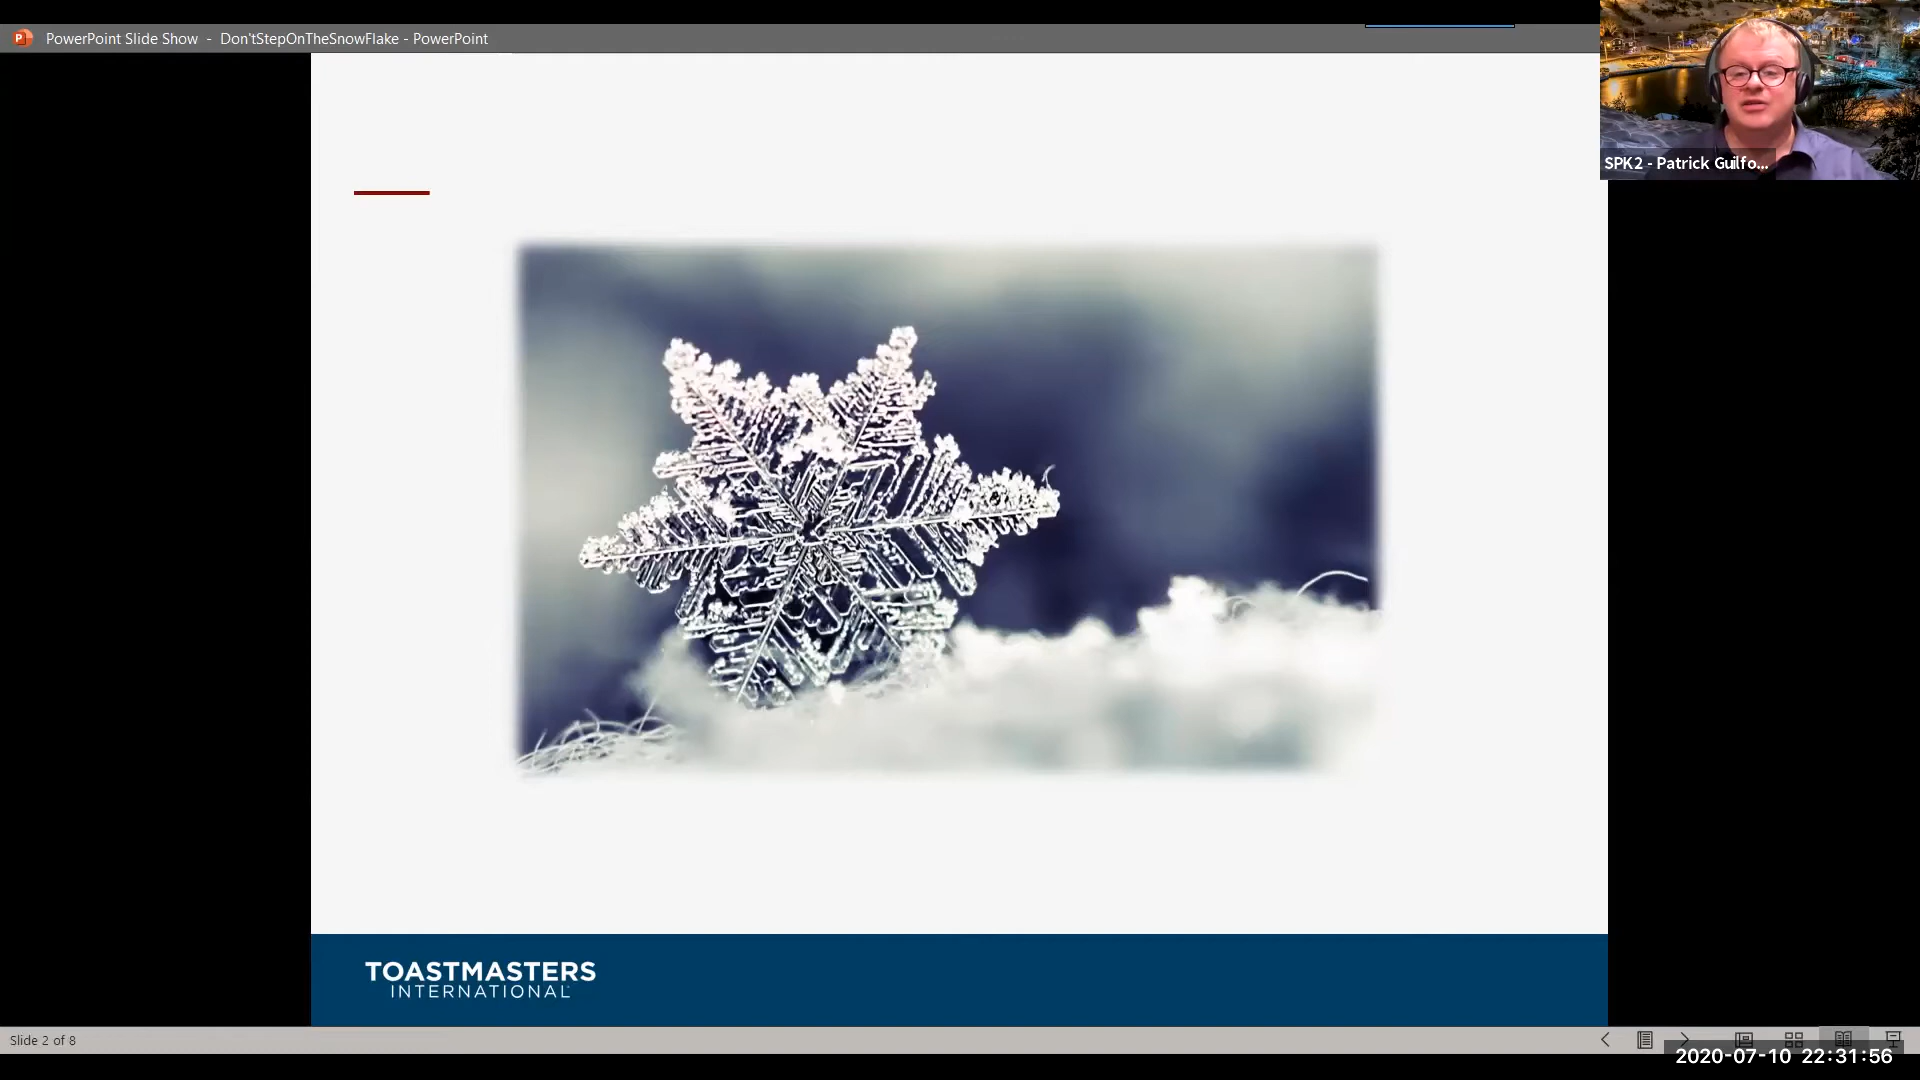 PowerPoint Slide Show - Don'tStepOnTheSnowFlake - PowerPoint
SPK2 - Patrick Guilfo...
TOASTMASTERS
INTERNATIONAL
Slide 2 of 8
2020-07-10 22:31:56